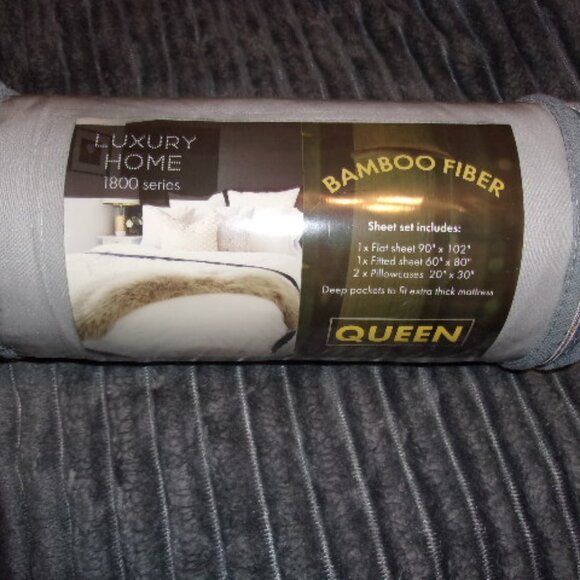 LUXURY
HOME
1800 series
BAMBOO FIBER
Sheet set includes:
1x Flat sheet 90" x 102"
1x Fitted sheet 60" x 80"
2 x Pillowcases 20" x 30"
Deep pockets to fit extra thick mattress
QUEEN